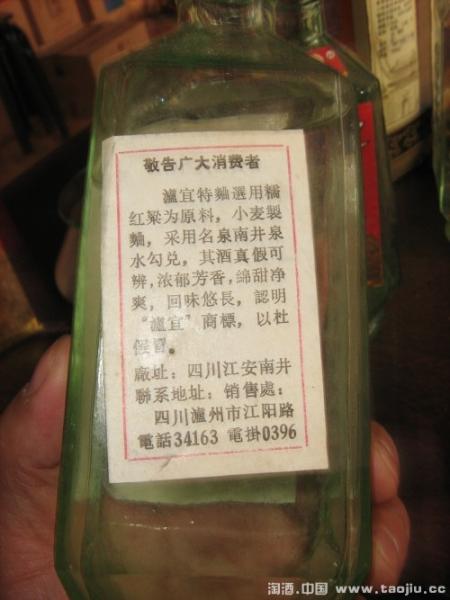 敬告广大消费者
瀘宜特麯選用糯
红粱为原料，小麦製
麯，采用名泉南井泉
水勾兑，其酒真假可
辨，浓郁芳香，綿甜净
爽，回味悠長，認明
“瀘宜”商標，以杜
假冒。
廠址：四川江安南井
聯系地址：销售處：
四川瀘州市江阳路
電話34163 電掛0396
淘酒.中国 www.taojiu.cc